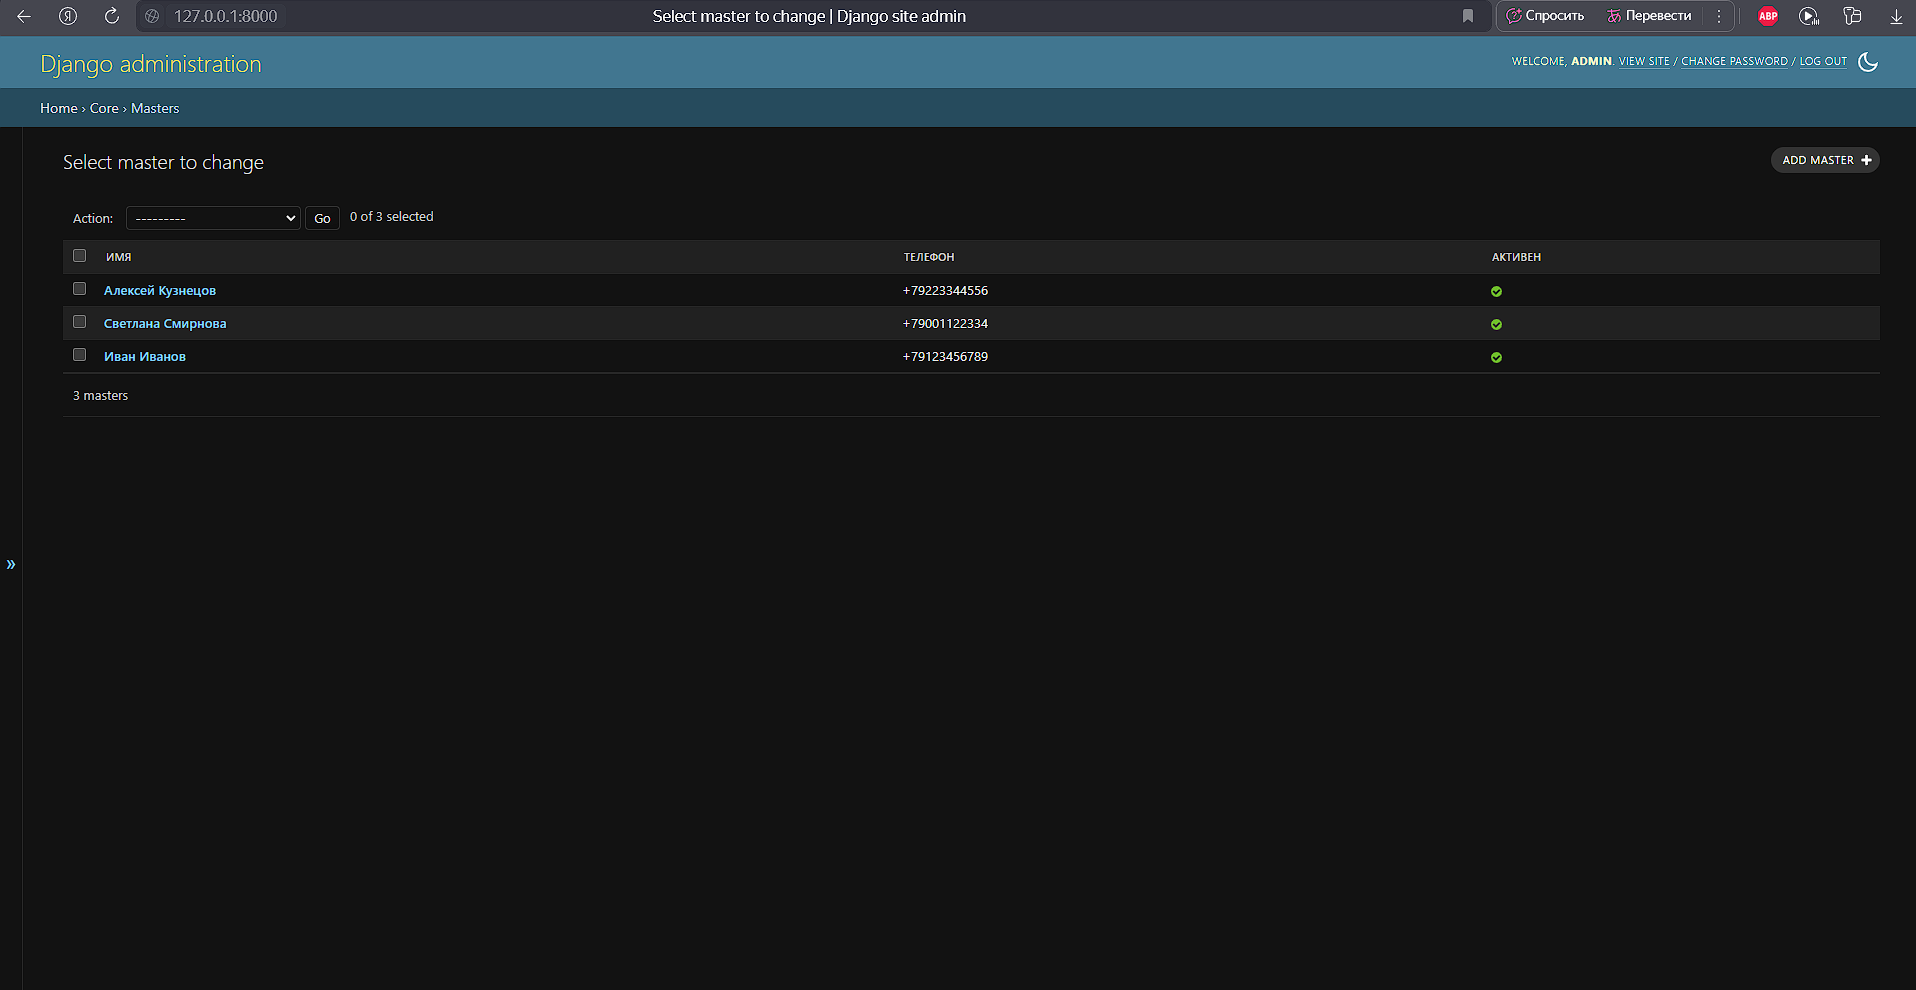 127.0.0.1:8000 Select master to change | Django site admin Спросить Перевести ABP
Django administration WELCOME, ADMIN. VIEW SITE / CHANGE PASSWORD / LOG OUT
Home › Core › Masters
Select master to change ADD MASTER +
Action: --------- Go 0 of 3 selected
ИМЯ ТЕЛЕФОН АКТИВЕН
Алексей Кузнецов +79223344556
Светлана Смирнова +79001122334
Иван Иванов +79123456789
3 masters
»